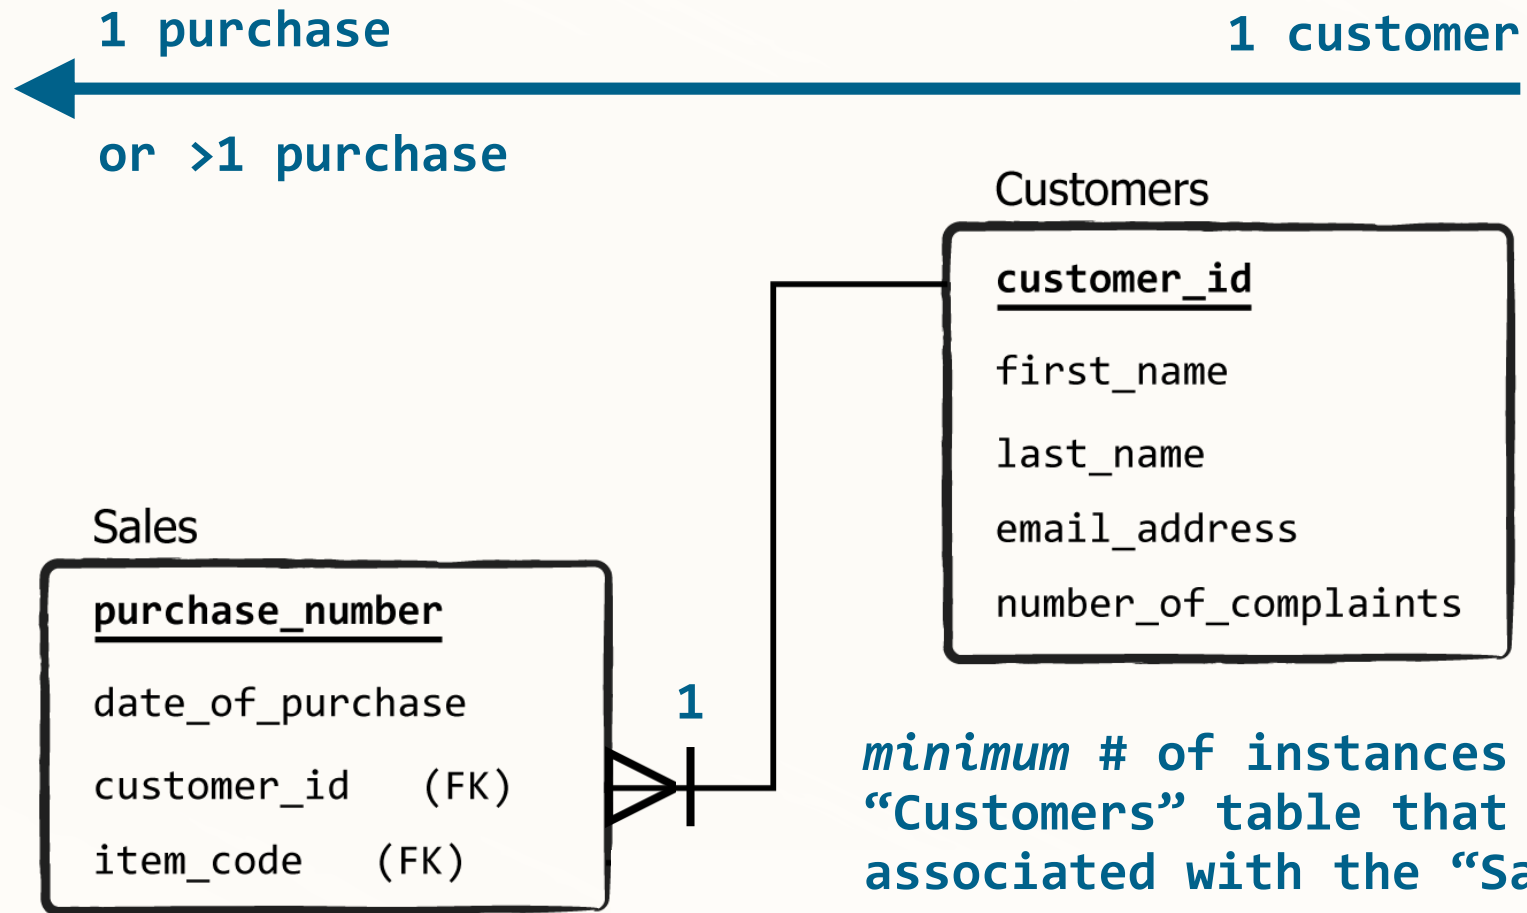 1 purchase
1 customer
or >1 purchase
Customers
customer_id
first_name
last_name
email_address
number_of_complaints
Sales
purchase_number
date_of_purchase
customer_id (FK)
item_code (FK)
1
minimum # of instances
“Customers” table that
associated with the “Sa